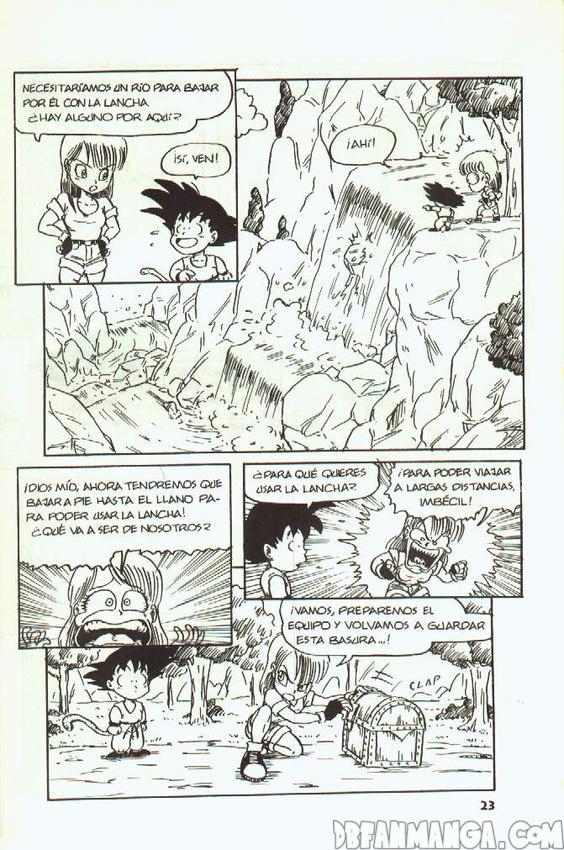 NECESITARÍAMOS UN RÍO PARA BAJAR
POR ÉL CON LA LANCHA
¿HAY ALGUNO POR AQUÍ?
¡SÍ, VEN!
¡AHÍ!
¡DIOS MÍO, AHORA TENDREMOS QUE
BAJAR A PIE HASTA EL LLANO PA-
RA PODER USAR LA LANCHA!
¿QUÉ VA A SER DE NOSOTROS?
¿PARA QUÉ QUIERES
USAR LA LANCHA?
¡PARA PODER VIAJAR
A LARGAS DISTANCIAS,
IMBÉCIL!
¡VAMOS, PREPAREMOS EL
EQUIPO Y VOLVAMOS A GUARDAR
ESTA BASURA...!
CLAP
23
DBFANMANGA.COM